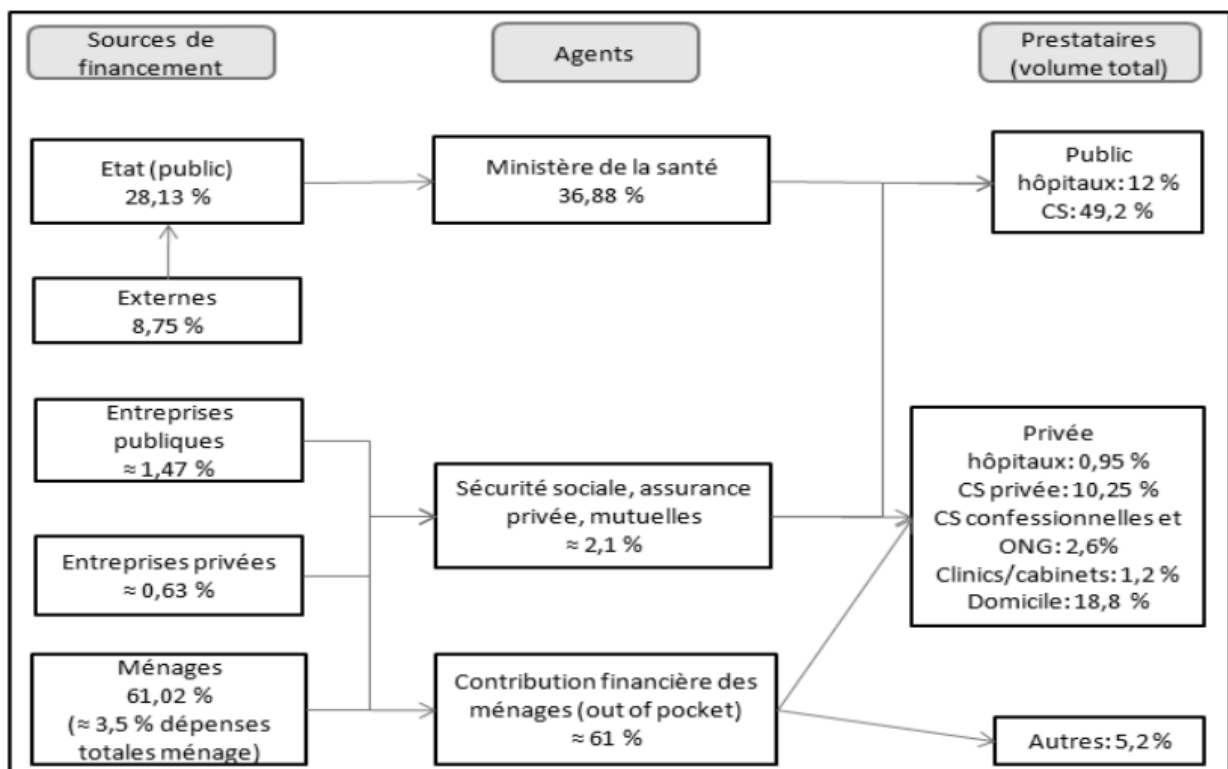 Sources de
financement
Agents
Prestataires
(volume total)
Etat (public)
28,13 %
Ministère de la santé
36,88 %
Public
hôpitaux: 12 %
CS: 49,2 %
Externes
8,75 %
Entreprises
publiques
≈ 1,47 %
Sécurité sociale, assurance
privée, mutuelles
≈ 2,1 %
Privée
hôpitaux: 0,95 %
CS privée: 10,25 %
CS confessionnelles et
ONG: 2,6%
Clinics/cabinets: 1,2 %
Domicile: 18,8 %
Entreprises privées
≈ 0,63 %
Ménages
61,02 %
(≈ 3,5 % dépenses
totales ménage)
Contribution financière des
ménages (out of pocket)
≈ 61 %
Autres: 5,2%